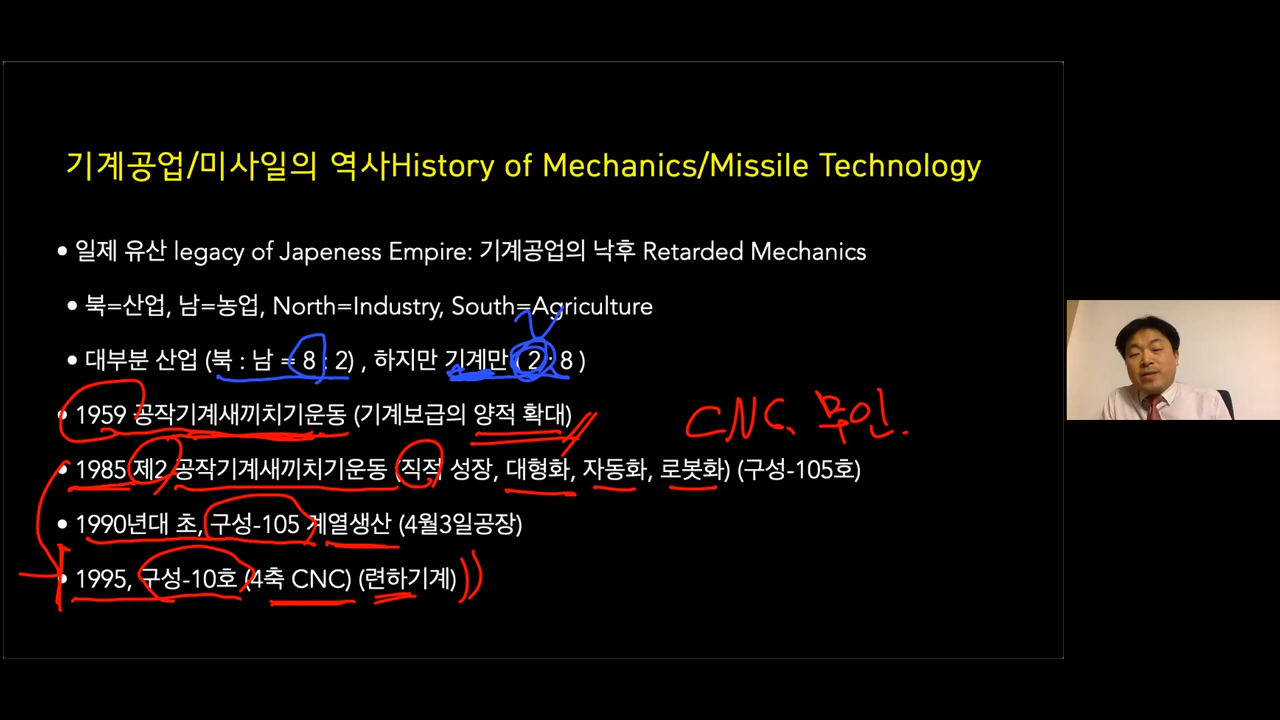 기계공업/미사일의 역사History of Mechanics/Missile Technology
• 일제 유산 legacy of Japeness Empire: 기계공업의 낙후 Retarded Mechanics
• 북=산업, 남=농업, North=Industry, South=Agriculture
• 대부분 산업 (북 : 남 = 8 : 2) , 하지만 기계만 ( 2 : 8 )
• 1959 공작기계새끼치기운동 (기계보급의 양적 확대)
CNC, 무인.
• 1985 제2 공작기계새끼치기운동 (직적 성장, 대형화, 자동화, 로봇화) (구성-105호)
• 1990년대 초, 구성-105 계열생산 (4월3일공장)
• 1995, 구성-10호 (4축 CNC) (련하기계)